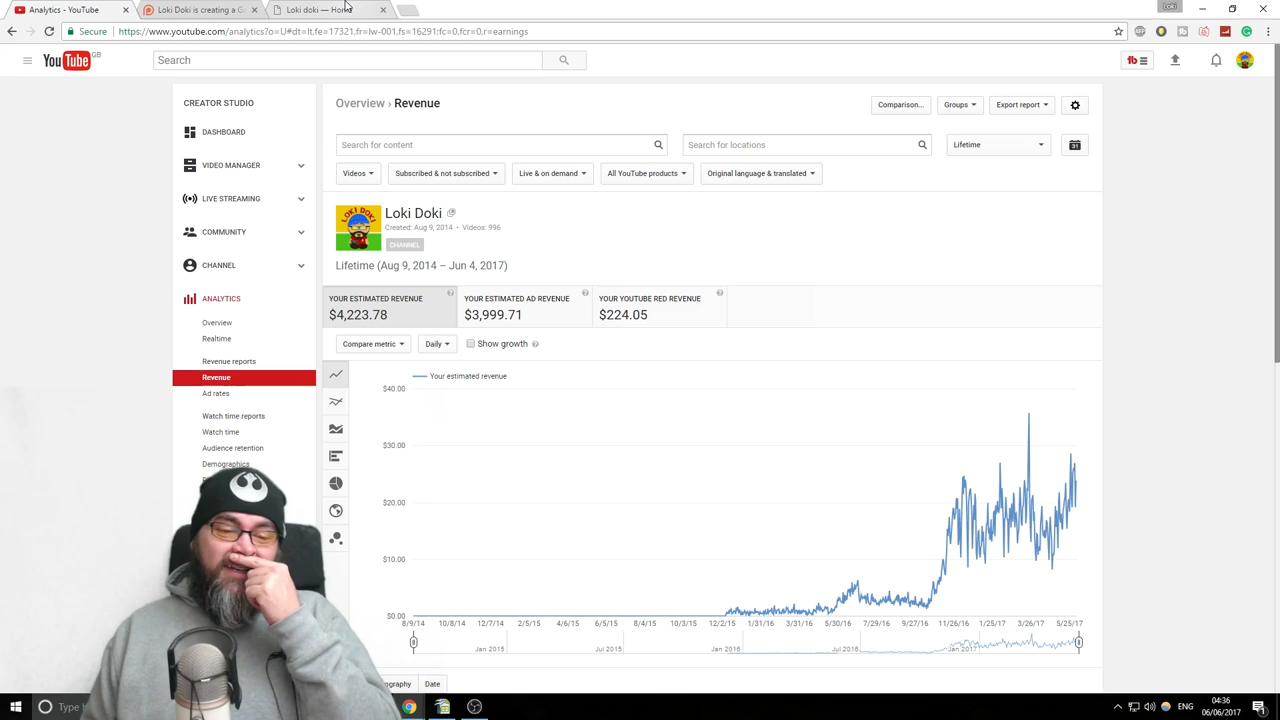 Analytics - YouTube
Loki Doki is creating a G
Loki doki — Hom
Loki
Secure
https://www.youtube.com/analytics?o=U#dt=lt,fe=17321,fr=lw-001,fs=16291;fc=0,fcr=0,r=earnings
YouTube GB
Search
CREATOR STUDIO
DASHBOARD
VIDEO MANAGER
LIVE STREAMING
COMMUNITY
CHANNEL
ANALYTICS
Overview
Realtime
Revenue reports
Revenue
Ad rates
Watch time reports
Watch time
Audience retention
Demographics
Overview › Revenue
Comparison...
Groups
Export report
Search for content
Search for locations
Lifetime
31
Videos
Subscribed & not subscribed
Live & on demand
All YouTube products
Original language & translated
LOKI DOKI
Loki Doki
Created: Aug 9, 2014 • Videos: 996
CHANNEL
Lifetime (Aug 9, 2014 – Jun 4, 2017)
YOUR ESTIMATED REVENUE
$4,223.78
YOUR ESTIMATED AD REVENUE
$3,999.71
YOUR YOUTUBE RED REVENUE
$224.05
Compare metric
Daily
Show growth
Your estimated revenue
$40.00
$30.00
$20.00
$10.00
$0.00
8/9/14 10/8/14 12/7/14 2/5/15 4/6/15 6/5/15 8/4/15 10/3/15 12/2/15 1/31/16 3/31/16 5/30/16 7/29/16 9/27/16 11/26/16 1/25/17 3/26/17 5/25/17
Jan 2015 Jul 2015 Jan 2016 Jul 2016 Jan 2017
ography
Date
Type
ENG
04:36
06/06/2017
1